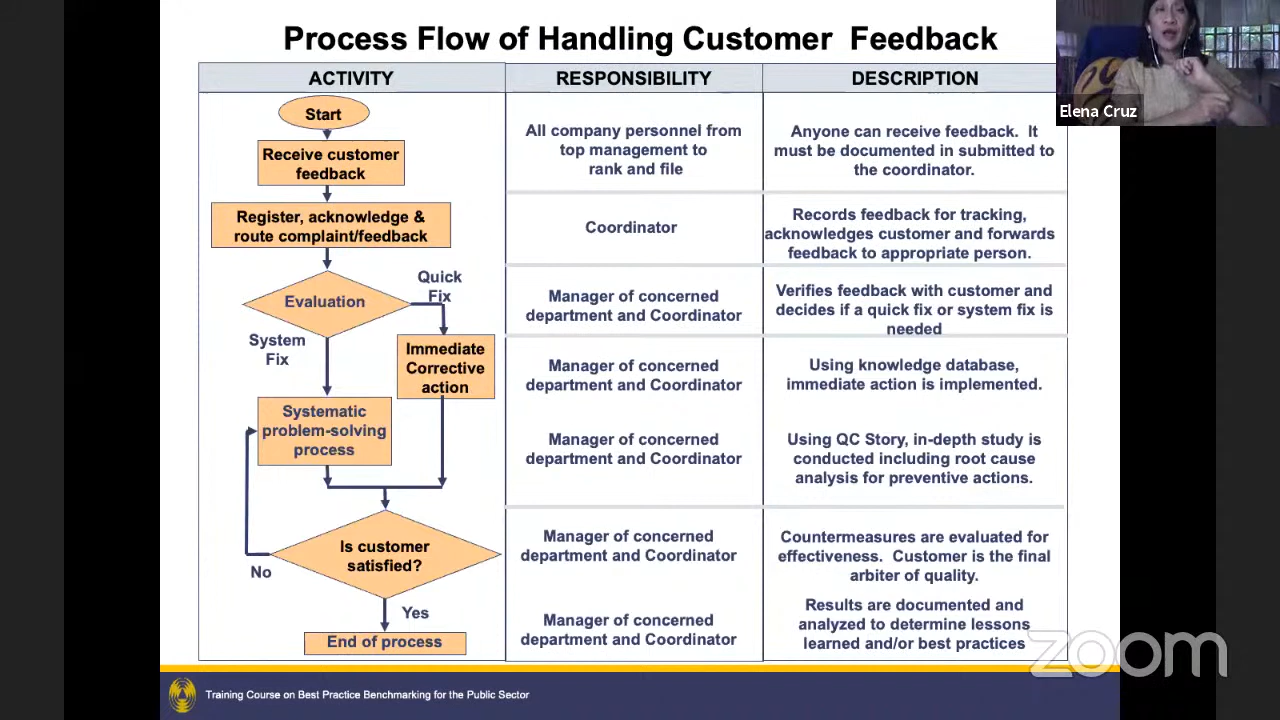 Process Flow of Handling Customer Feedback
Elena Cruz
ACTIVITY
RESPONSIBILITY
DESCRIPTION
Start
Receive customer
feedback
All company personnel from
top management to
rank and file
Anyone can receive feedback. It
must be documented in submitted to
the coordinator.
Register, acknowledge &
route complaint/feedback
Coordinator
Records feedback for tracking,
acknowledges customer and forwards
feedback to appropriate person.
Evaluation
Quick
Fix
System
Fix
Manager of concerned
department and Coordinator
Verifies feedback with customer and
decides if a quick fix or system fix is
needed
Immediate
Corrective
action
Manager of concerned
department and Coordinator
Using knowledge database,
immediate action is implemented.
Systematic
problem-solving
process
Manager of concerned
department and Coordinator
Using QC Story, in-depth study is
conducted including root cause
analysis for preventive actions.
Is customer
satisfied?
No
Yes
Manager of concerned
department and Coordinator
Countermeasures are evaluated for
effectiveness. Customer is the final
arbiter of quality.
End of process
Manager of concerned
department and Coordinator
Results are documented and
analyzed to determine lessons
learned and/or best practices
zoom
Training Course on Best Practice Benchmarking for the Public Sector